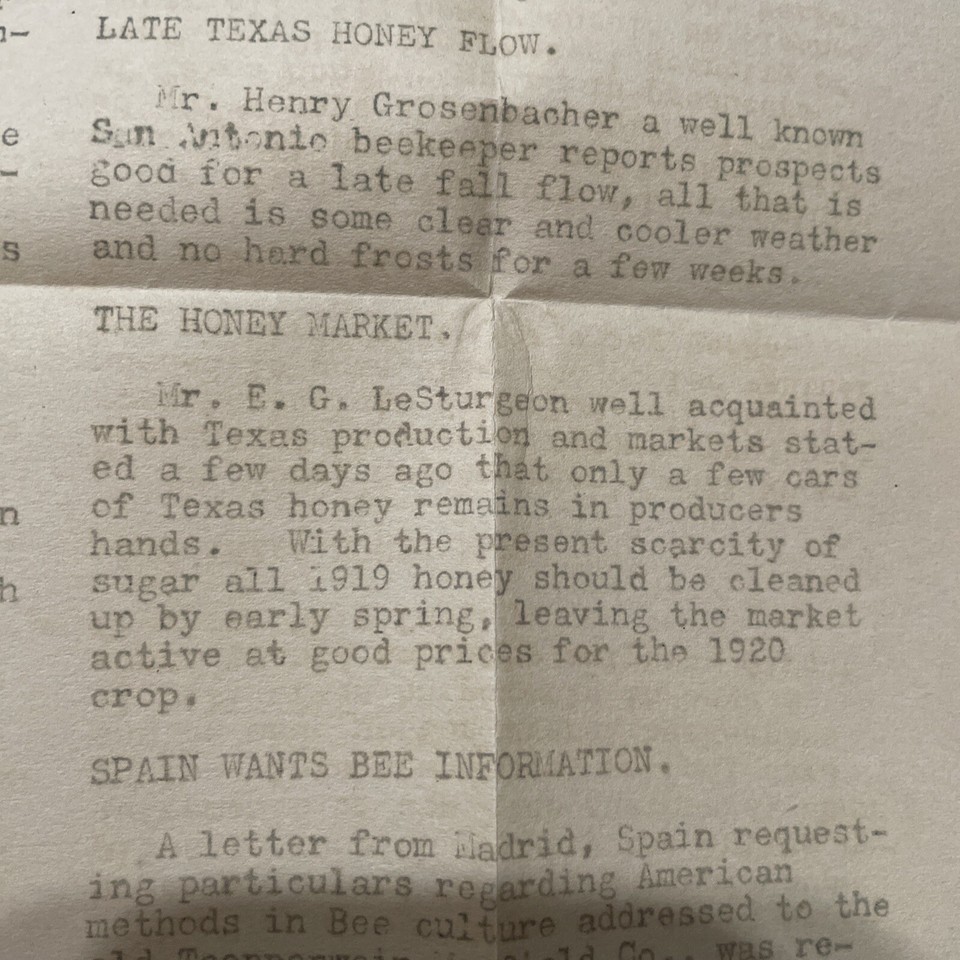 LATE TEXAS HONEY FLOW.
Mr. Henry Grosenbacher a well known
San Antonio beekeeper reports prospects
good for a late fall flow, all that is
needed is some clear and cooler weather
and no hard frosts for a few weeks.
THE HONEY MARKET.
Mr. E. G. LeSturgeon well acquainted
with Texas production and markets stat-
ed a few days ago that only a few cars
of Texas honey remains in producers
hands. With the present scarcity of
sugar all 1919 honey should be cleaned
up by early spring, leaving the market
active at good prices for the 1920
crop.
SPAIN WANTS BEE INFORMATION.
A letter from Madrid, Spain request-
ing particulars regarding American
methods in Bee culture addressed to the
Co., was re-